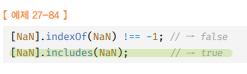 [ 예제 27-84 ]
[NaN].indexOf(NaN) !== -1; // → false
[NaN].includes(NaN); // → true